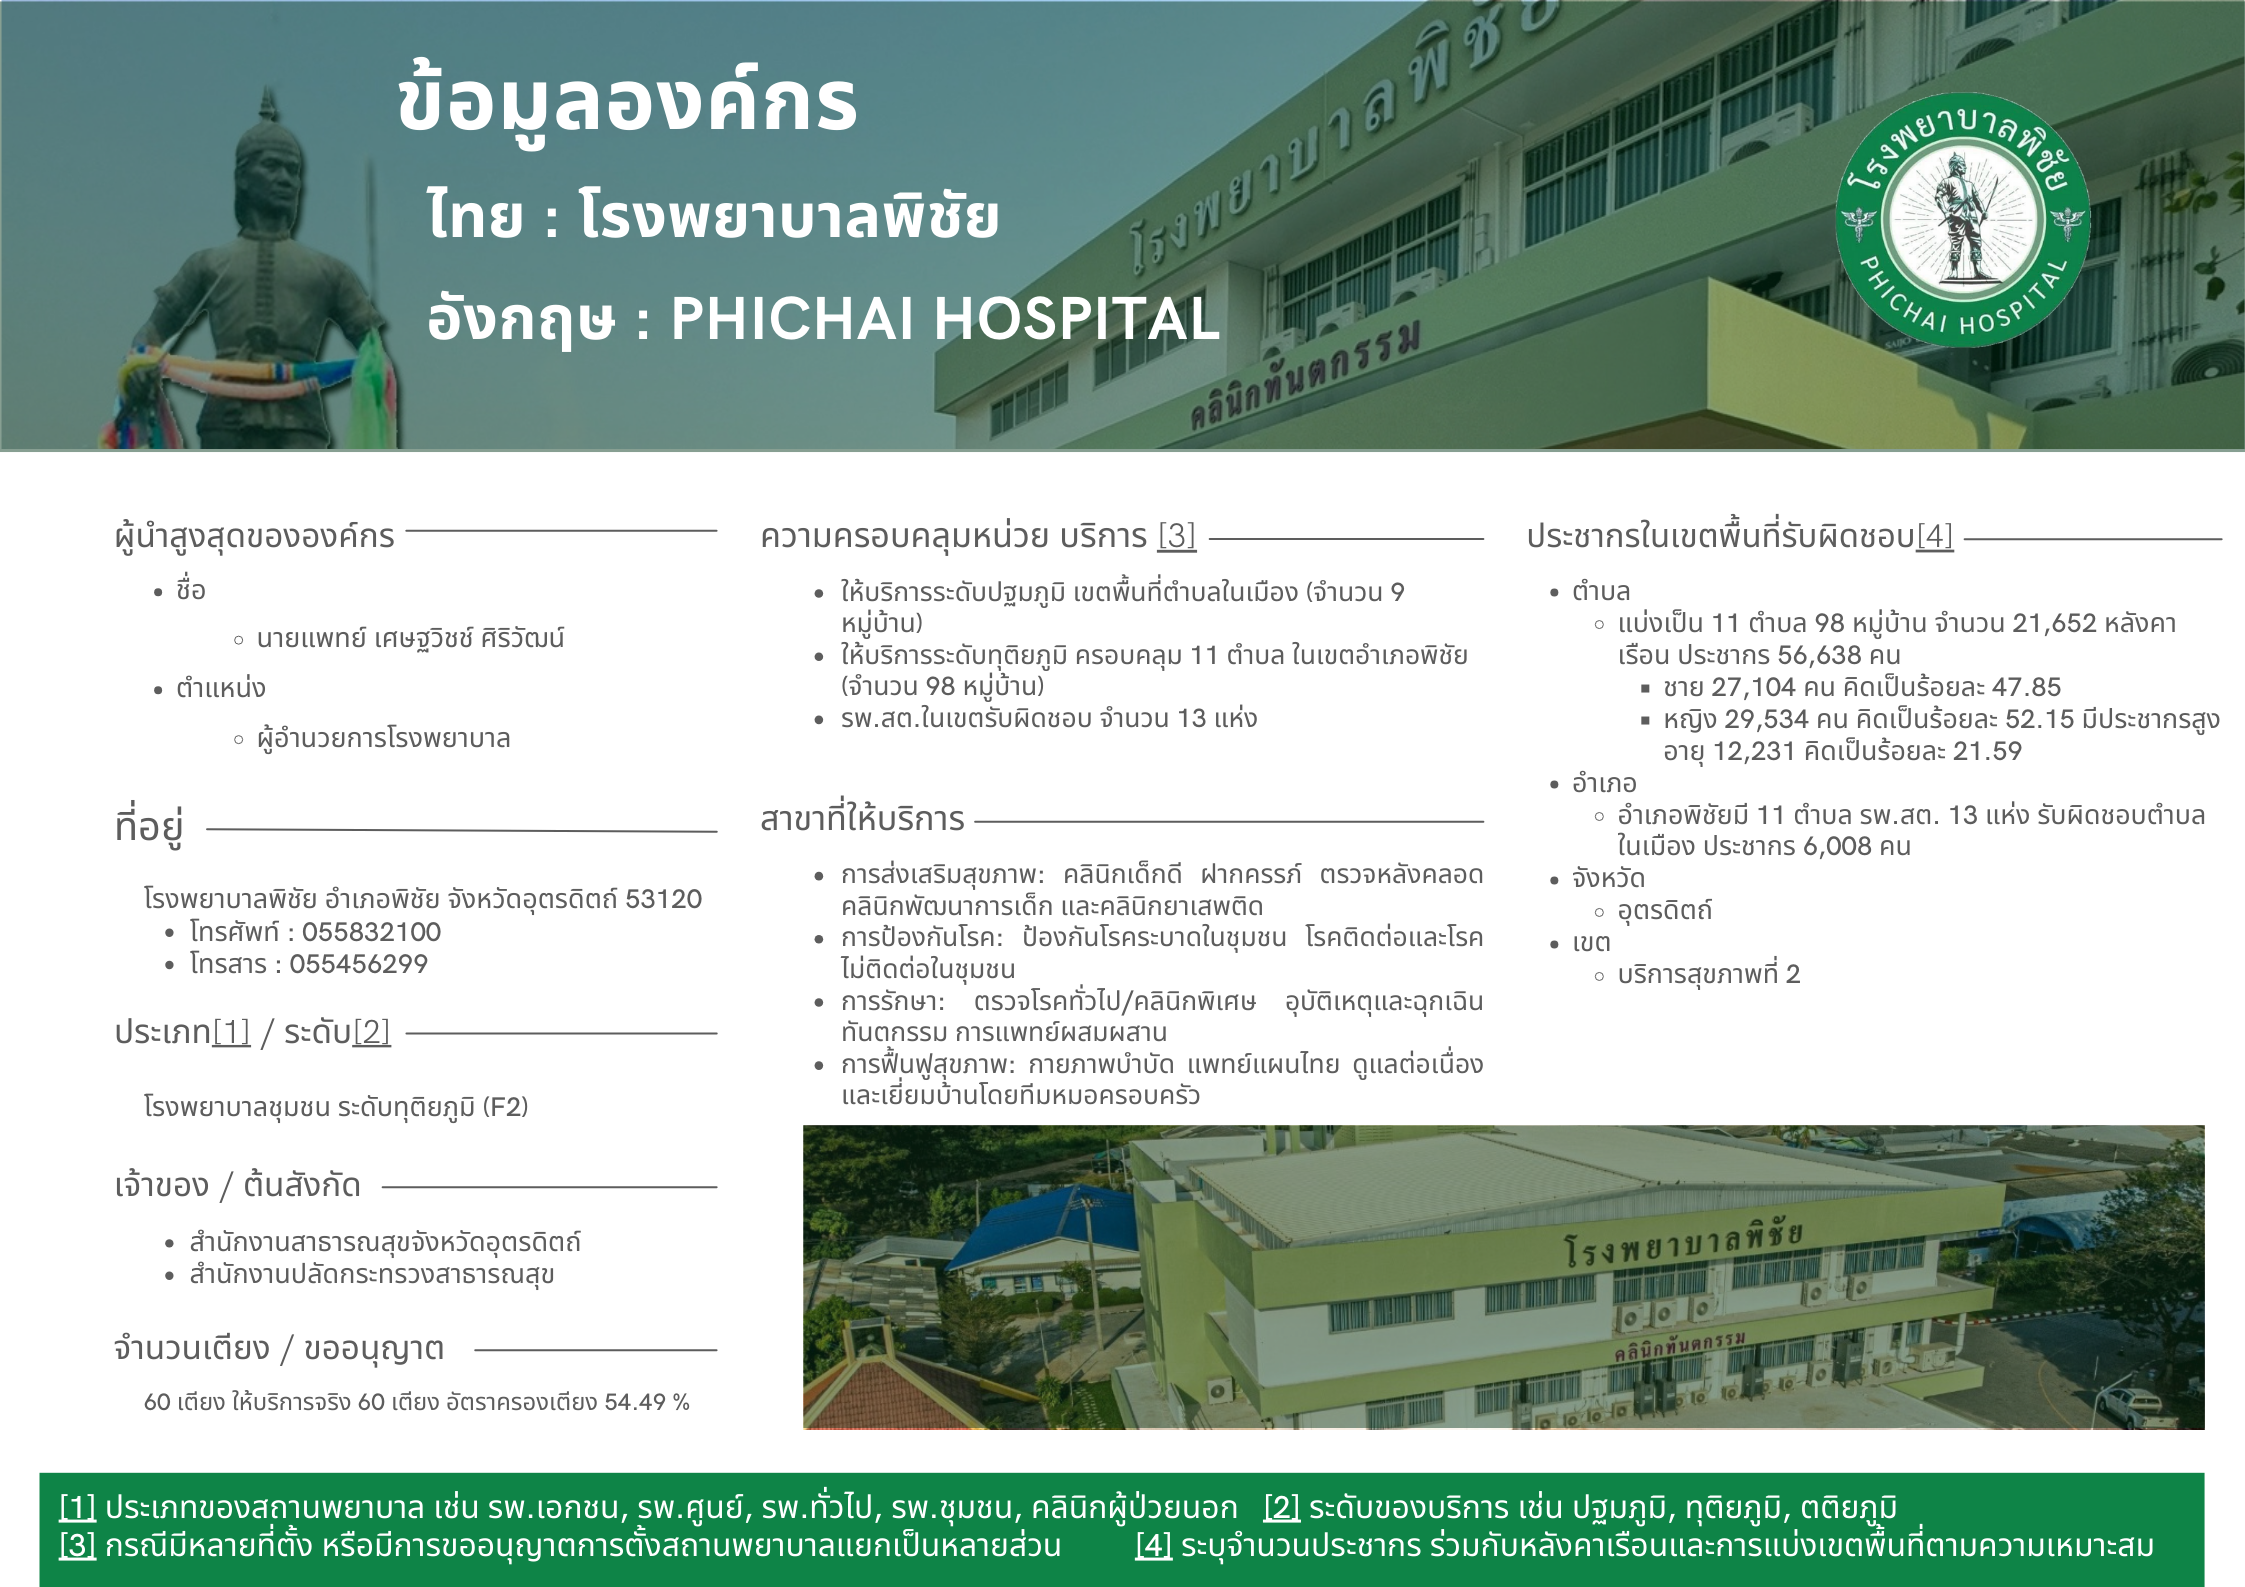 ข้อมูลองค์กร
ไทย : โรงพยาบาลพิชัย
อังกฤษ : PHICHAI HOSPITAL
โรงพยาบาลพิชัย
คลินิกทันตกรรม
โรงพยาบาลพิชัย
PHICHAI HOSPITAL
ผู้นำสูงสุดขององค์กร
• ชื่อ
○ นายแพทย์ เศษฐวิชช์ ศิริวัฒน์
• ตำแหน่ง
○ ผู้อำนวยการโรงพยาบาล
ที่อยู่
โรงพยาบาลพิชัย อำเภอพิชัย จังหวัดอุตรดิตถ์ 53120
• โทรศัพท์ : 055832100
• โทรสาร : 055456299
ประเภท[1] / ระดับ[2]
โรงพยาบาลชุมชน ระดับทุติยภูมิ (F2)
เจ้าของ / ต้นสังกัด
• สำนักงานสาธารณสุขจังหวัดอุตรดิตถ์
• สำนักงานปลัดกระทรวงสาธารณสุข
จำนวนเตียง / ขออนุญาต
60 เตียง ให้บริการจริง 60 เตียง อัตราครองเตียง 54.49 %
ความครอบคลุมหน่วย บริการ [3]
• ให้บริการระดับปฐมภูมิ เขตพื้นที่ตำบลในเมือง (จำนวน 9
หมู่บ้าน)
• ให้บริการระดับทุติยภูมิ ครอบคลุม 11 ตำบล ในเขตอำเภอพิชัย
(จำนวน 98 หมู่บ้าน)
• รพ.สต.ในเขตรับผิดชอบ จำนวน 13 แห่ง
สาขาที่ให้บริการ
• การส่งเสริมสุขภาพ: คลินิกเด็กดี ฝากครรภ์ ตรวจหลังคลอด
คลินิกพัฒนาการเด็ก และคลินิกยาเสพติด
• การป้องกันโรค: ป้องกันโรคระบาดในชุมชน โรคติดต่อและโรค
ไม่ติดต่อในชุมชน
• การรักษา: ตรวจโรคทั่วไป/คลินิกพิเศษ อุบัติเหตุและฉุกเฉิน
ทันตกรรม การแพทย์ผสมผสาน
• การฟื้นฟูสุขภาพ: กายภาพบำบัด แพทย์แผนไทย ดูแลต่อเนื่อง
และเยี่ยมบ้านโดยทีมหมอครอบครัว
ประชากรในเขตพื้นที่รับผิดชอบ[4]
• ตำบล
○ แบ่งเป็น 11 ตำบล 98 หมู่บ้าน จำนวน 21,652 หลังคา
เรือน ประชากร 56,638 คน
▪ ชาย 27,104 คน คิดเป็นร้อยละ 47.85
▪ หญิง 29,534 คน คิดเป็นร้อยละ 52.15 มีประชากรสูง
อายุ 12,231 คิดเป็นร้อยละ 21.59
• อำเภอ
○ อำเภอพิชัยมี 11 ตำบล รพ.สต. 13 แห่ง รับผิดชอบตำบล
ในเมือง ประชากร 6,008 คน
• จังหวัด
○ อุตรดิตถ์
• เขต
○ บริการสุขภาพที่ 2
โรงพยาบาลพิชัย
คลินิกทันตกรรม
[1] ประเภทของสถานพยาบาล เช่น รพ.เอกชน, รพ.ศูนย์, รพ.ทั่วไป, รพ.ชุมชน, คลินิกผู้ป่วยนอก [2] ระดับของบริการ เช่น ปฐมภูมิ, ทุติยภูมิ, ตติยภูมิ
[3] กรณีมีหลายที่ตั้ง หรือมีการขออนุญาตการตั้งสถานพยาบาลแยกเป็นหลายส่วน [4] ระบุจำนวนประชากร ร่วมกับหลังคาเรือนและการแบ่งเขตพื้นที่ตามความเหมาะสม